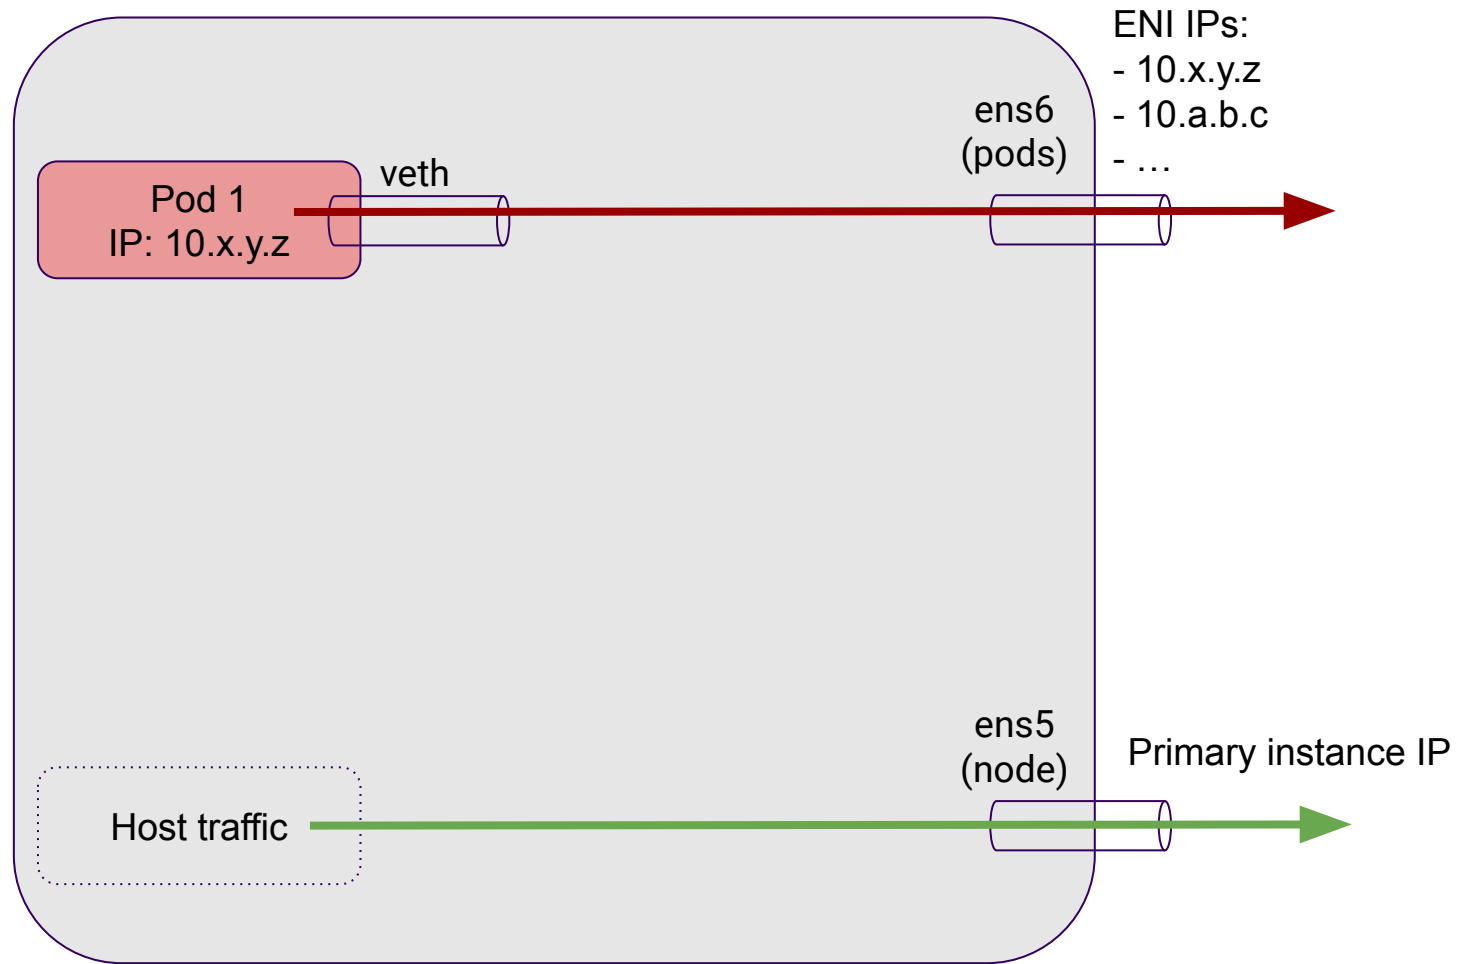 ENI IPs:
- 10.x.y.z
- 10.a.b.c
- …
ens6
(pods)
veth
Pod 1
IP: 10.x.y.z
ens5
(node)
Primary instance IP
Host traffic